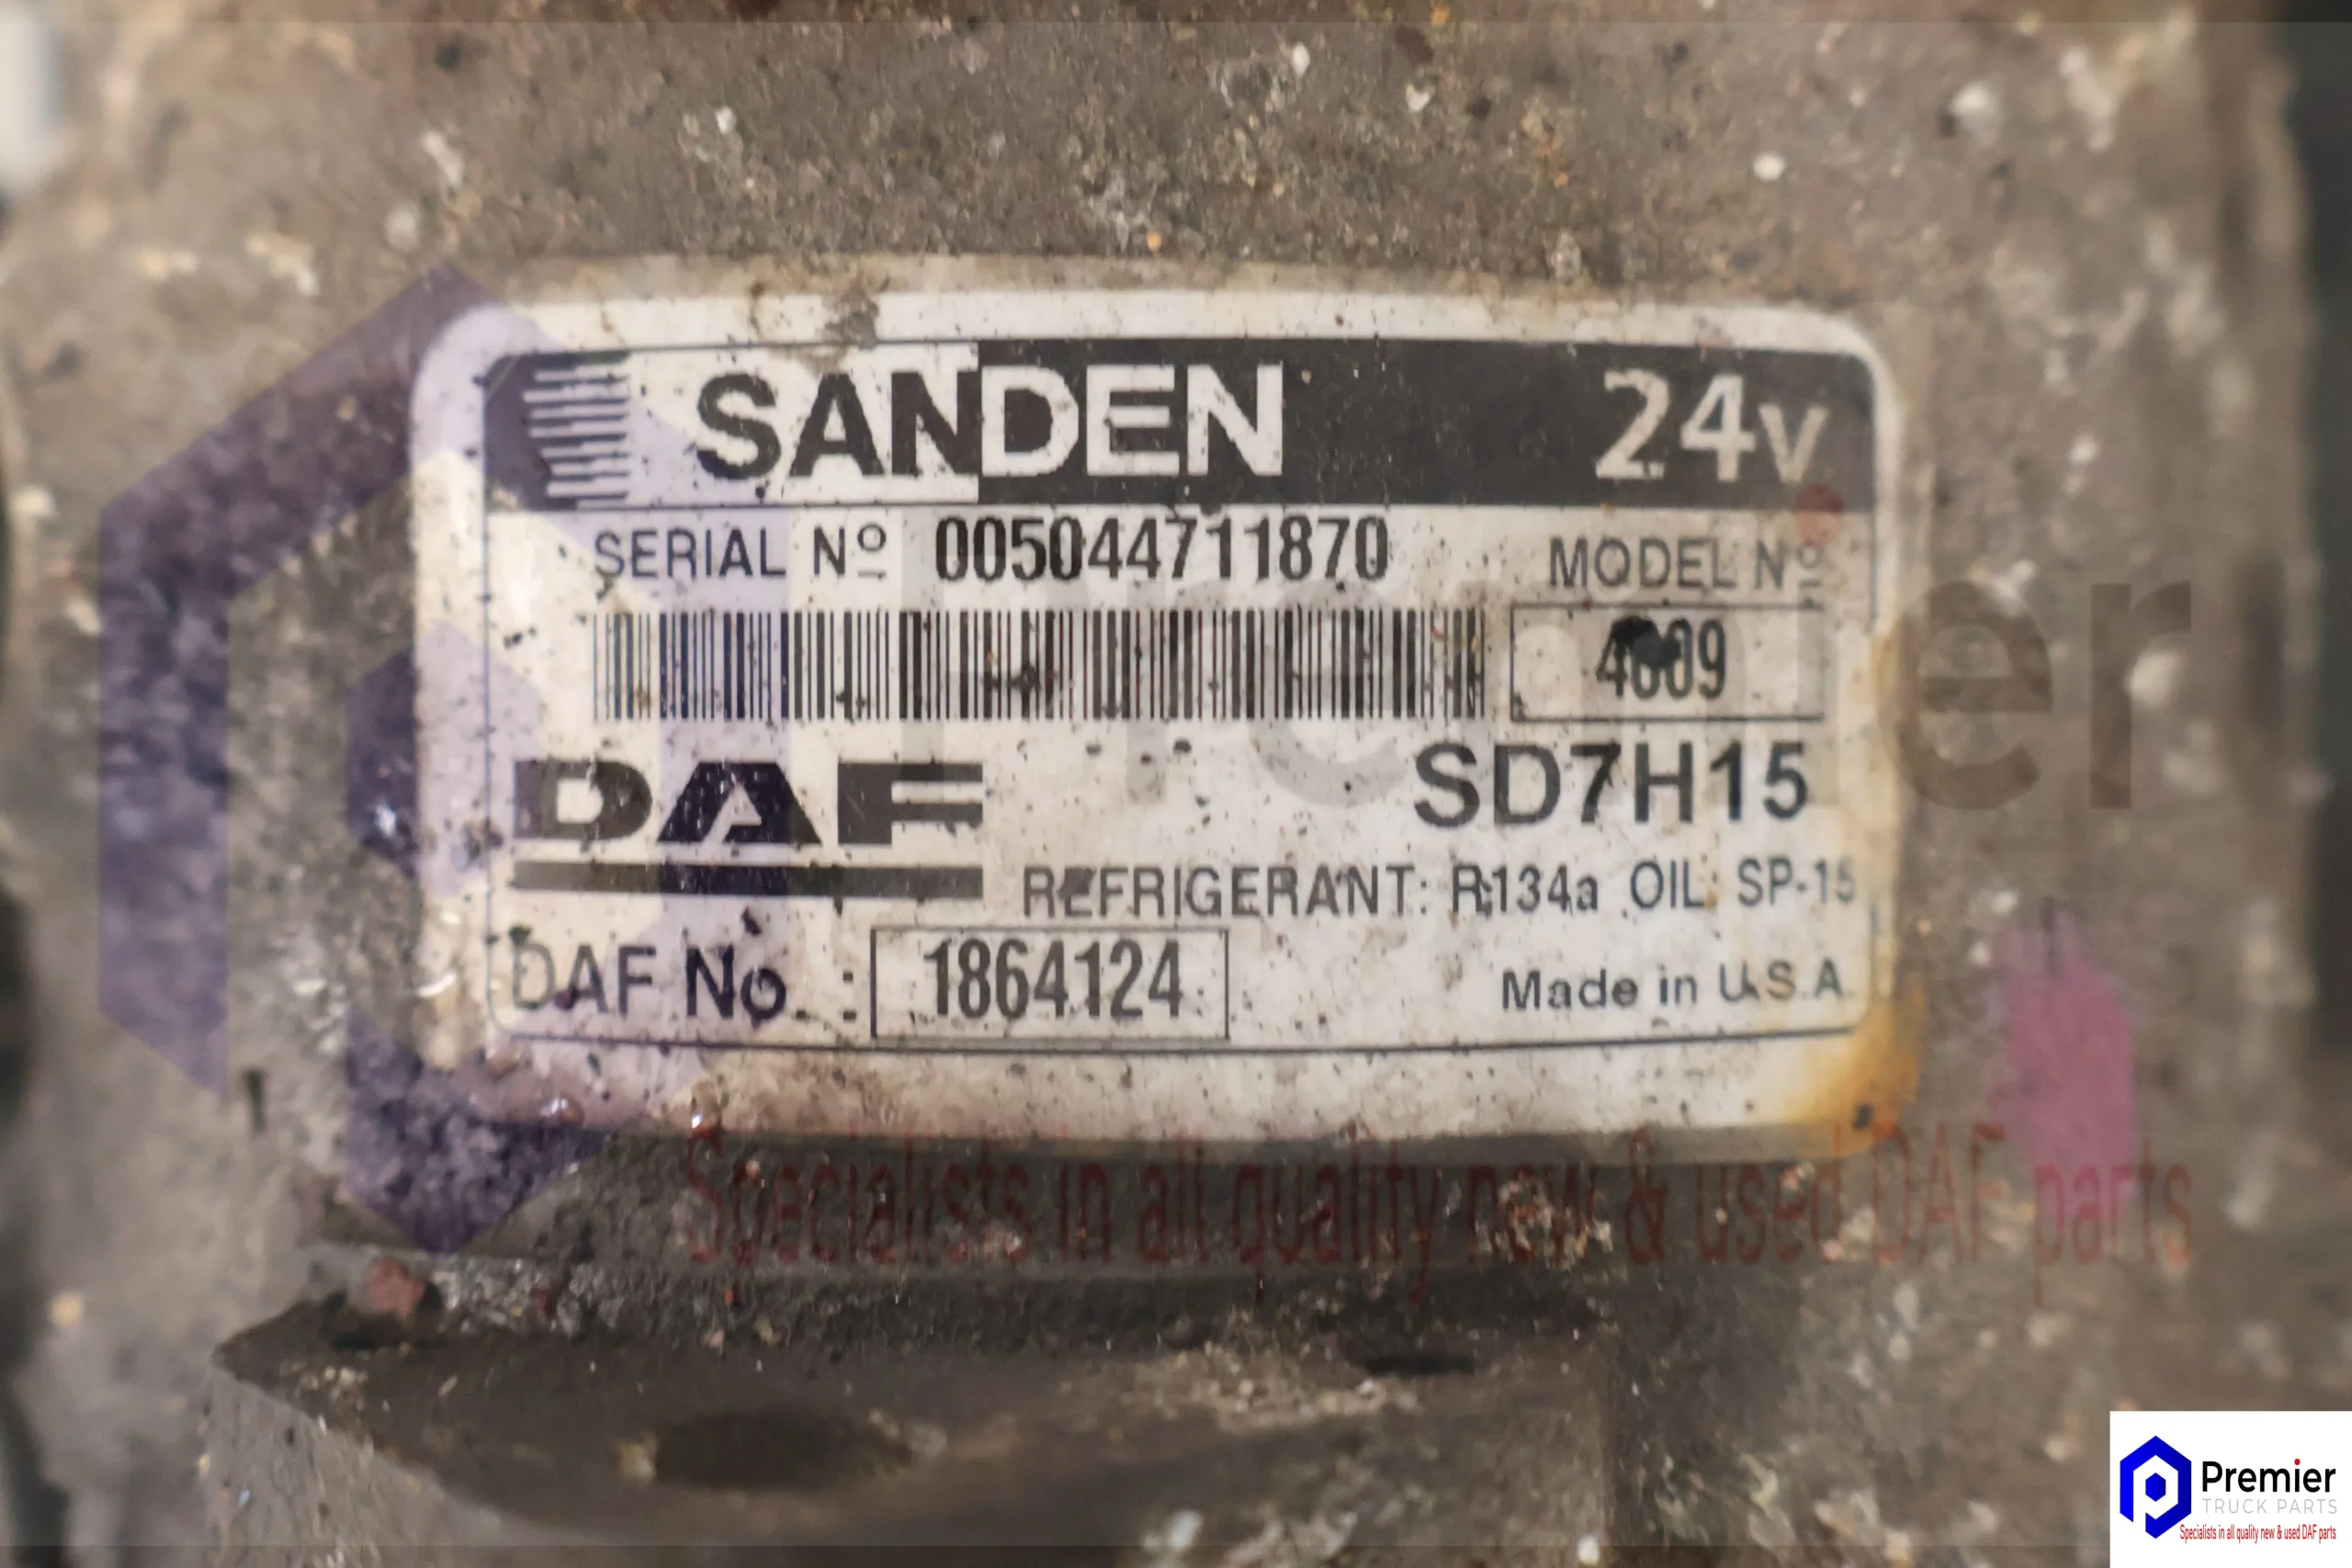 SANDEN 24v
SERIAL Nº 005044711870 MODEL Nº
DAF SD7H15
REFRIGERANT: R134a OIL: SP-15
DAF No. : 1864124 Made in U.S.A.
Premier
Specialists in all quality new & used DAF parts
Premier
TRUCK PARTS
Specialists in all quality new & used DAF parts